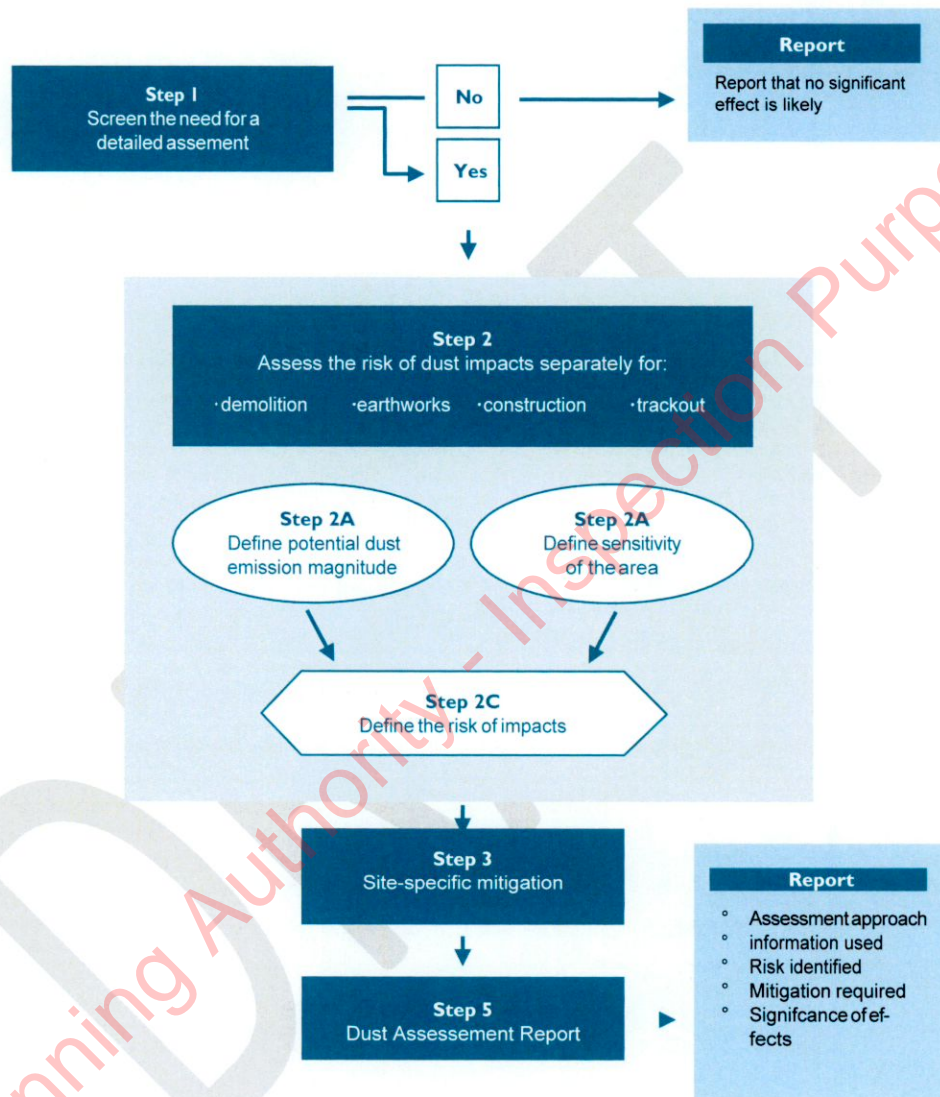 Report
Report that no significant
effect is likely
Step 1
Screen the need for a
detailed assement
No
Yes
Step 2
Assess the risk of dust impacts separately for:
·demolition ·earthworks ·construction ·trackout
Step 2A
Define potential dust
emission magnitude
Step 2A
Define sensitivity
of the area
Step 2C
Define the risk of impacts
Step 3
Site-specific mitigation
Step 5
Dust Assessement Report
Report
° Assessment approach
° information used
° Risk identified
° Mitigation required
° Signifcance of ef-
fects
nning Authority - Inspection Purpo